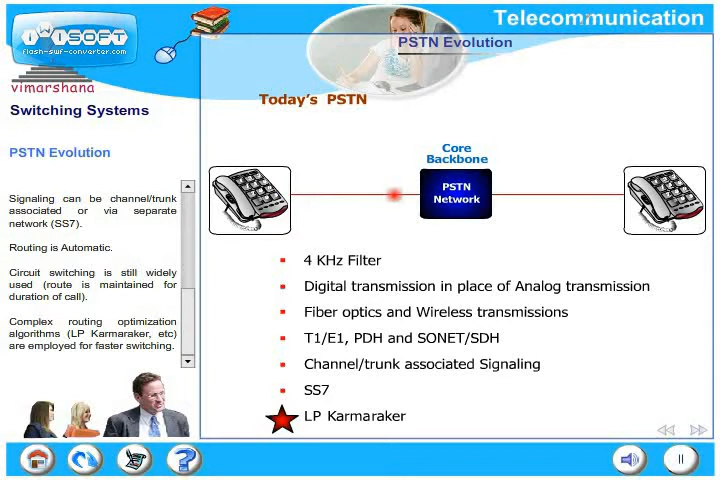 Telecommunication
PSTN Evolution
iWiSOFT
flash-swf-converter.com
vimarshana
Switching Systems
PSTN Evolution
Signaling can be channel/trunk
associated or via separate
network (SS7).
Routing is Automatic.
Circuit switching is still widely
used (route is maintained for
duration of call).
Complex routing optimization
algorithms (LP Karmaraker, etc)
are employed for faster switching.
Today's PSTN
Core
Backbone
PSTN
Network
4 KHz Filter
Digital transmission in place of Analog transmission
Fiber optics and Wireless transmissions
T1/E1, PDH and SONET/SDH
Channel/trunk associated Signaling
SS7
LP Karmaraker